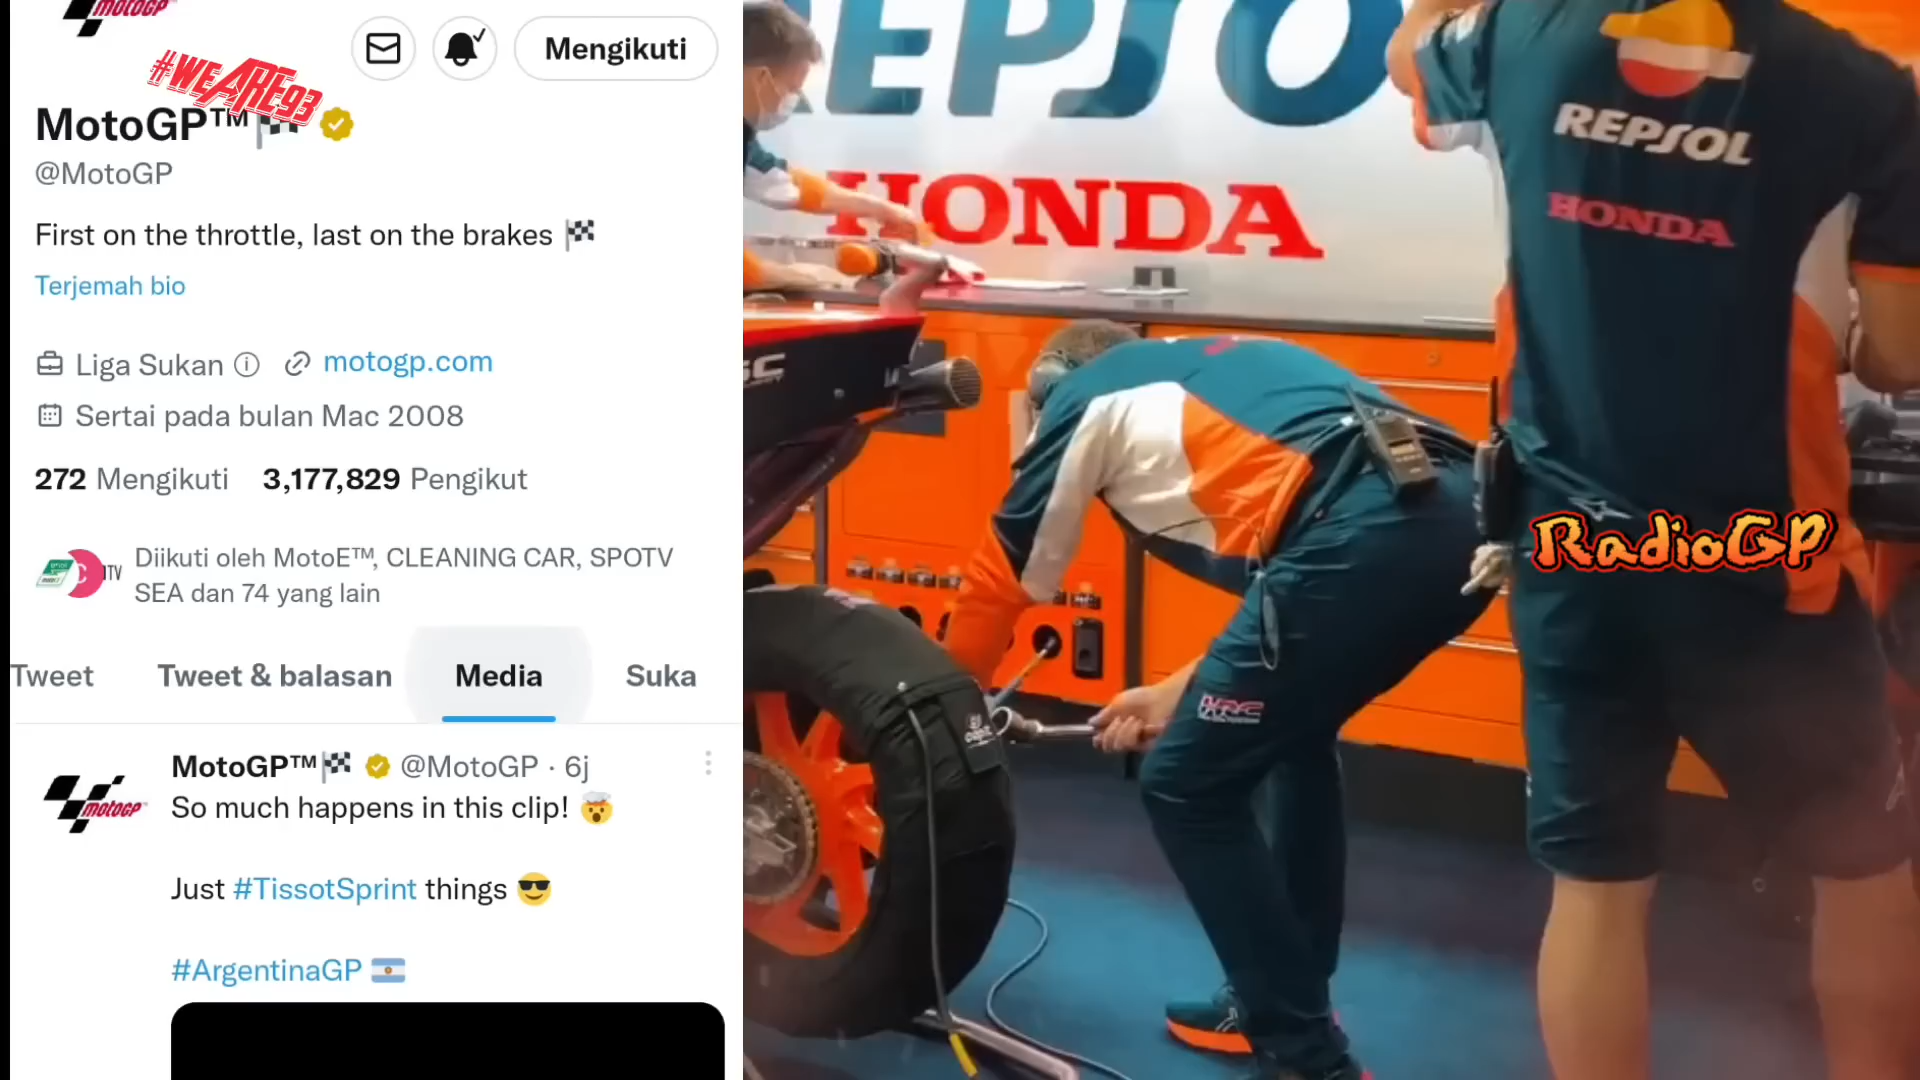 motoGP
Mengikuti
#WEARE93
MotoGP™🏁
@MotoGP
First on the throttle, last on the brakes 🏁
Terjemah bio
Liga Sukan motogp.com
Sertai pada bulan Mac 2008
272 Mengikuti 3,177,829 Pengikut
Diikuti oleh MotoE™, CLEANING CAR, SPOTV
SEA dan 74 yang lain
Tweet Tweet & balasan Media Suka
MotoGP™🏁 @MotoGP · 6j
motoGP
So much happens in this clip! 🤯
Just #TissotSprint things 😎
#ArgentinaGP 🇦🇷
REPSOL
HONDA
REPSOL
HONDA
RadioGP
HRC